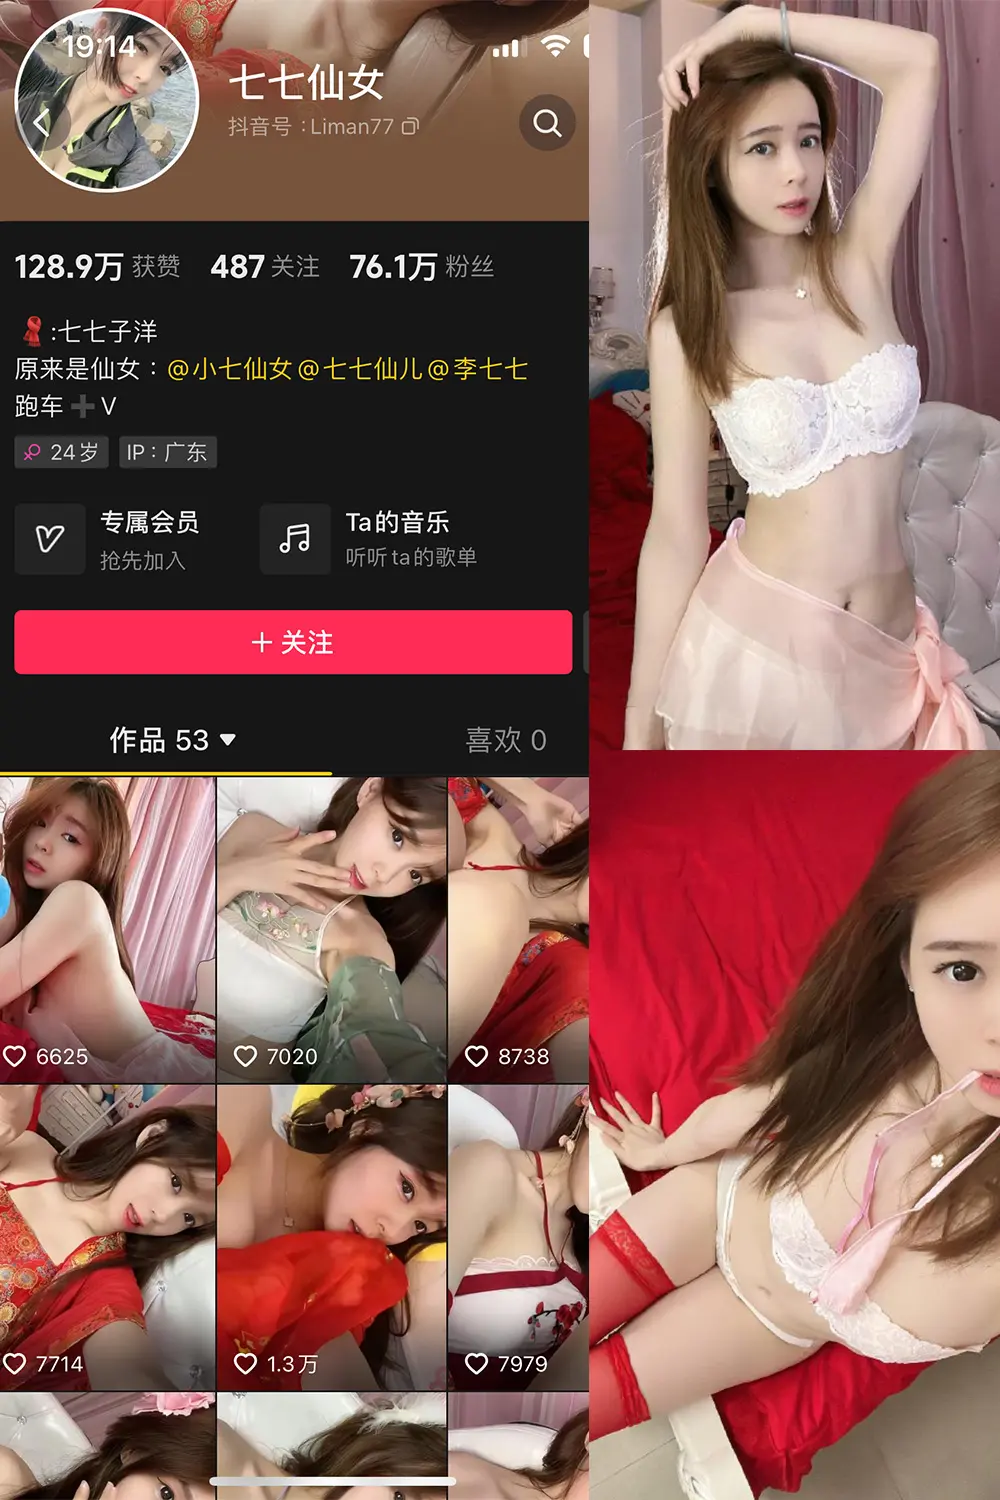 19:14
七七仙女
抖音号：Liman77
128.9万 获赞 487 关注 76.1万 粉丝
:七七子洋
原来是仙女：@小七仙女@七七仙儿@李七七
跑车➕V
24岁 IP：广东
专属会员
抢先加入
Ta的音乐
听听ta的歌单
+ 关注
作品 53 ▼ 喜欢 0
6625 7020 8738
7714 1.3万 7979